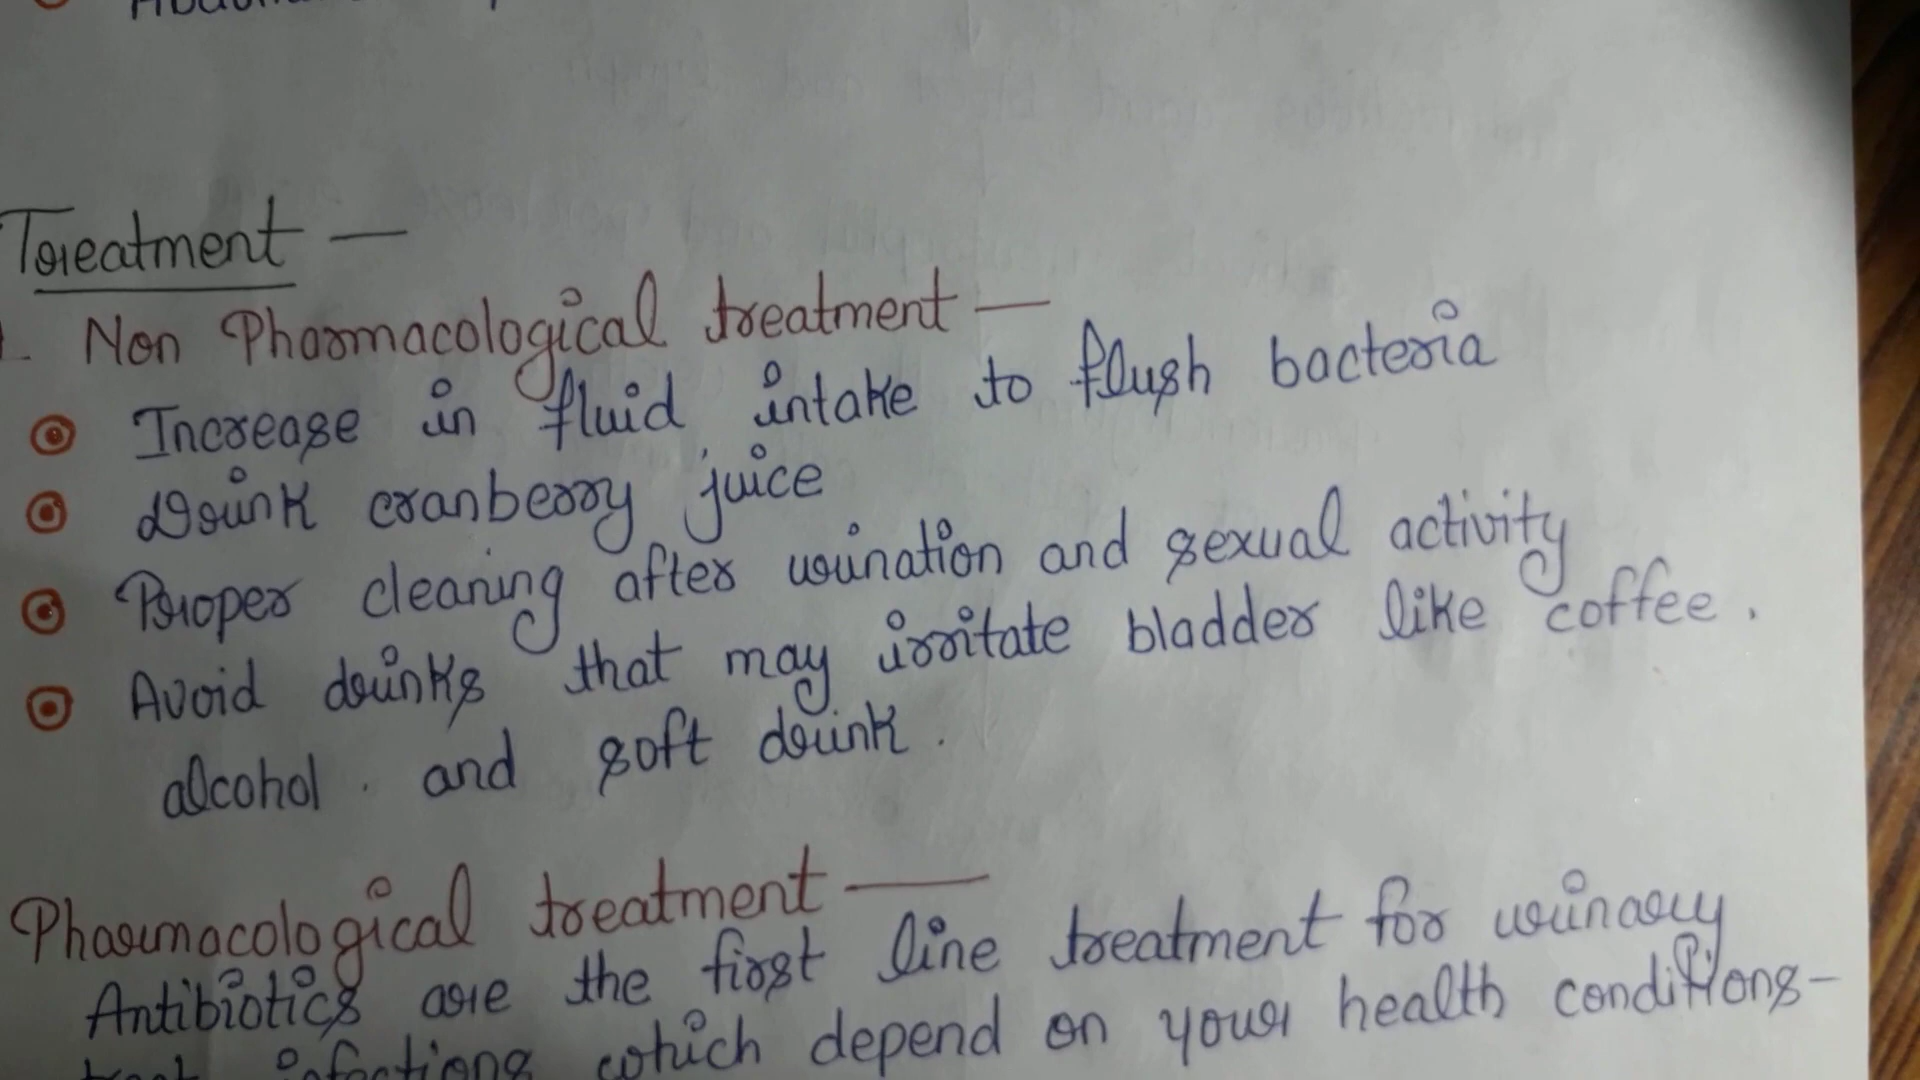 Treatment —
1. Non Pharmacological treatment —
Increase in fluid intake to flush bacteria
Drink cranberry juice
Proper cleaning after urination and sexual activity
Avoid drinks that may irritate bladder like coffee.
alcohol. and soft drink.
Pharmacological treatment —
Antibiotics are the first line treatment for urinary
tract infections which depend on your health conditions-